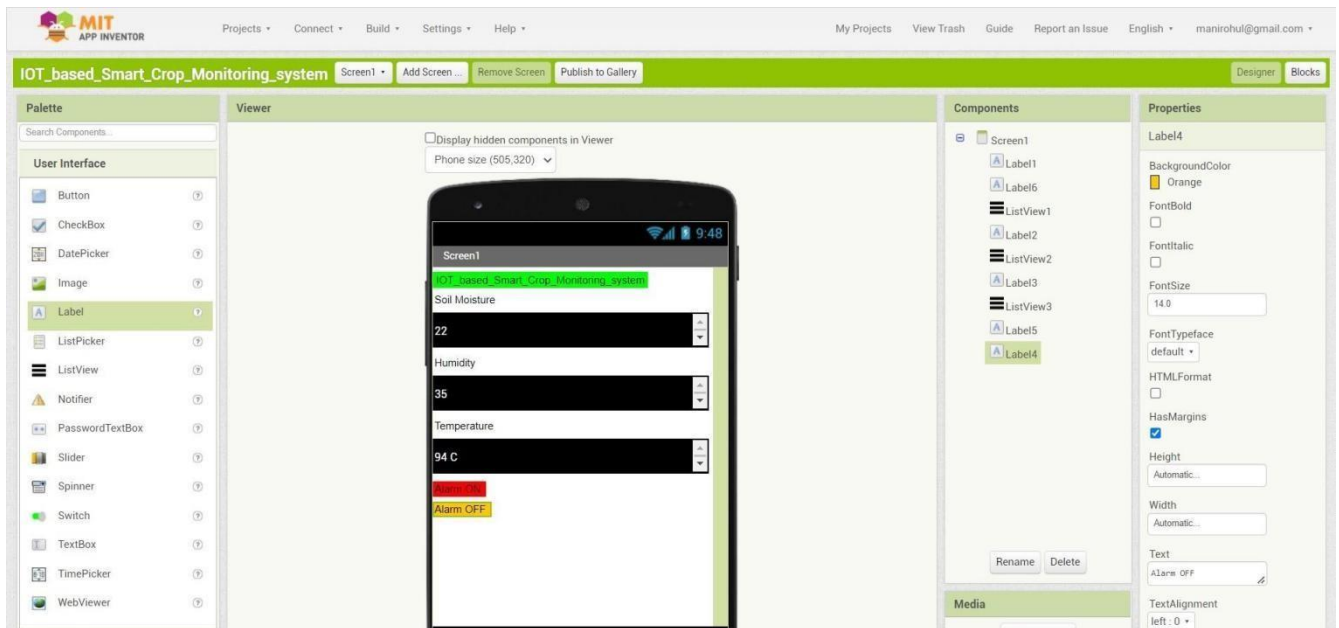 MIT
APP INVENTOR
Projects Connect Build Settings Help My Projects View Trash Guide Report an Issue English manirohul@gmail.com
IOT_based_Smart_Crop_Monitoring_system Screen1 Add Screen ... Remove Screen Publish to Gallery Designer Blocks
Palette
Search Components...
User Interface
Button ?
CheckBox ?
DatePicker ?
Image ?
Label ?
ListPicker ?
ListView ?
Notifier ?
PasswordTextBox ?
Slider ?
Spinner ?
Switch ?
TextBox ?
TimePicker ?
WebViewer ?
Viewer
Display hidden components in Viewer
Phone size (505,320)
9:48
Screen1
IOT_based_Smart_Crop_Monitoring_system
Soil Moisture
22
Humidity
35
Temperature
94 C
Alarm ON
Alarm OFF
Components
Screen1
A Label1
A Label6
ListView1
A Label2
ListView2
A Label3
ListView3
A Label5
A Label4
Rename Delete
Media
Properties
Label4
BackgroundColor
Orange
FontBold
FontItalic
FontSize
14.0
FontTypeface
default
HTMLFormat
HasMargins
Height
Automatic...
Width
Automatic...
Text
Alarm OFF
TextAlignment
left : 0